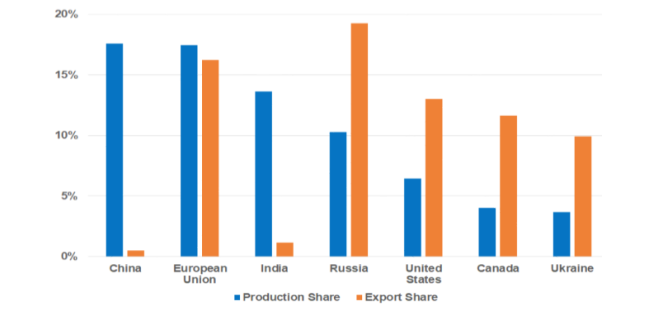 20%
15%
10%
5%
0%
China
European
Union
India
Russia
United
States
Canada
Ukraine
Production Share
Export Share